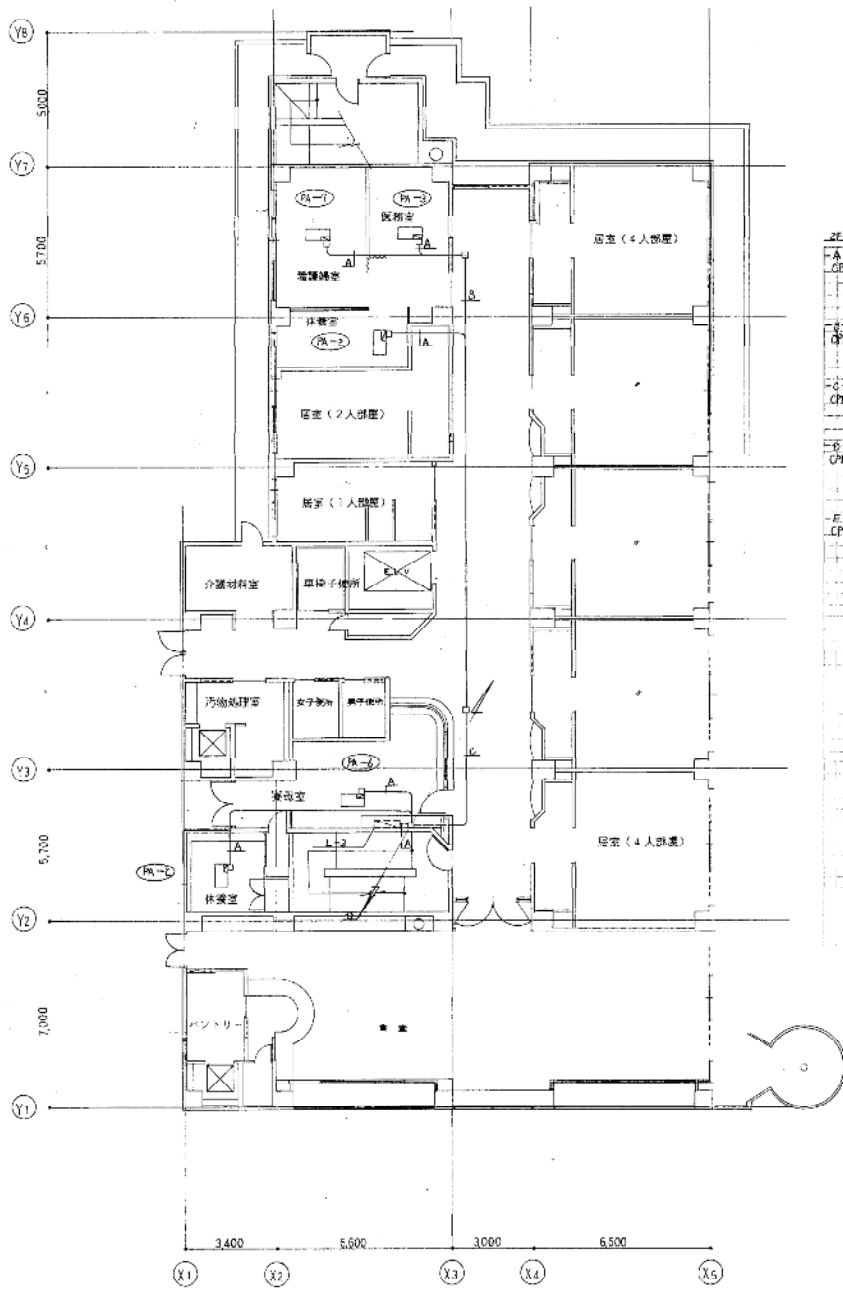 Y8
5,000
Y7
PA-1
PA-3
医務室
居室(4人部屋)
A
A
看護婦室
5,700
B
2F
A
Y6
休養室
PA-2
A
〃
居室(2人部屋)
C
Y5
居室(1人部屋)
〃
E
介護材料室
車椅子便所
E.L.V
Y4
汚物処理室
女子便所
男子便所
〃
C
Y3
PA-6
A
寮母室
5,700
L-3
A
A
居室(4人部屋)
休養室
Y2
7,000
パントリー
食堂
Y1
3,400
5,600
3,000
6,500
X1
X2
X3
X4
X5